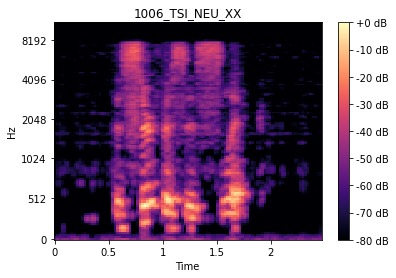 1006_TSI_NEU_XX
+0 dB
8192
-10 dB
4096
-20 dB
-30 dB
2048
Hz
-40 dB
1024
-50 dB
512
-60 dB
-70 dB
0
-80 dB
0 0.5 1 1.5 2
Time